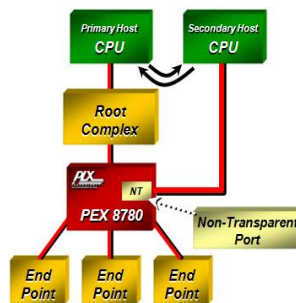 Primary Host
CPU
Secondary Host
CPU
Root
Complex
PLX
NT
PEX 8780
Non-Transparent
Port
End
Point
End
Point
End
Point